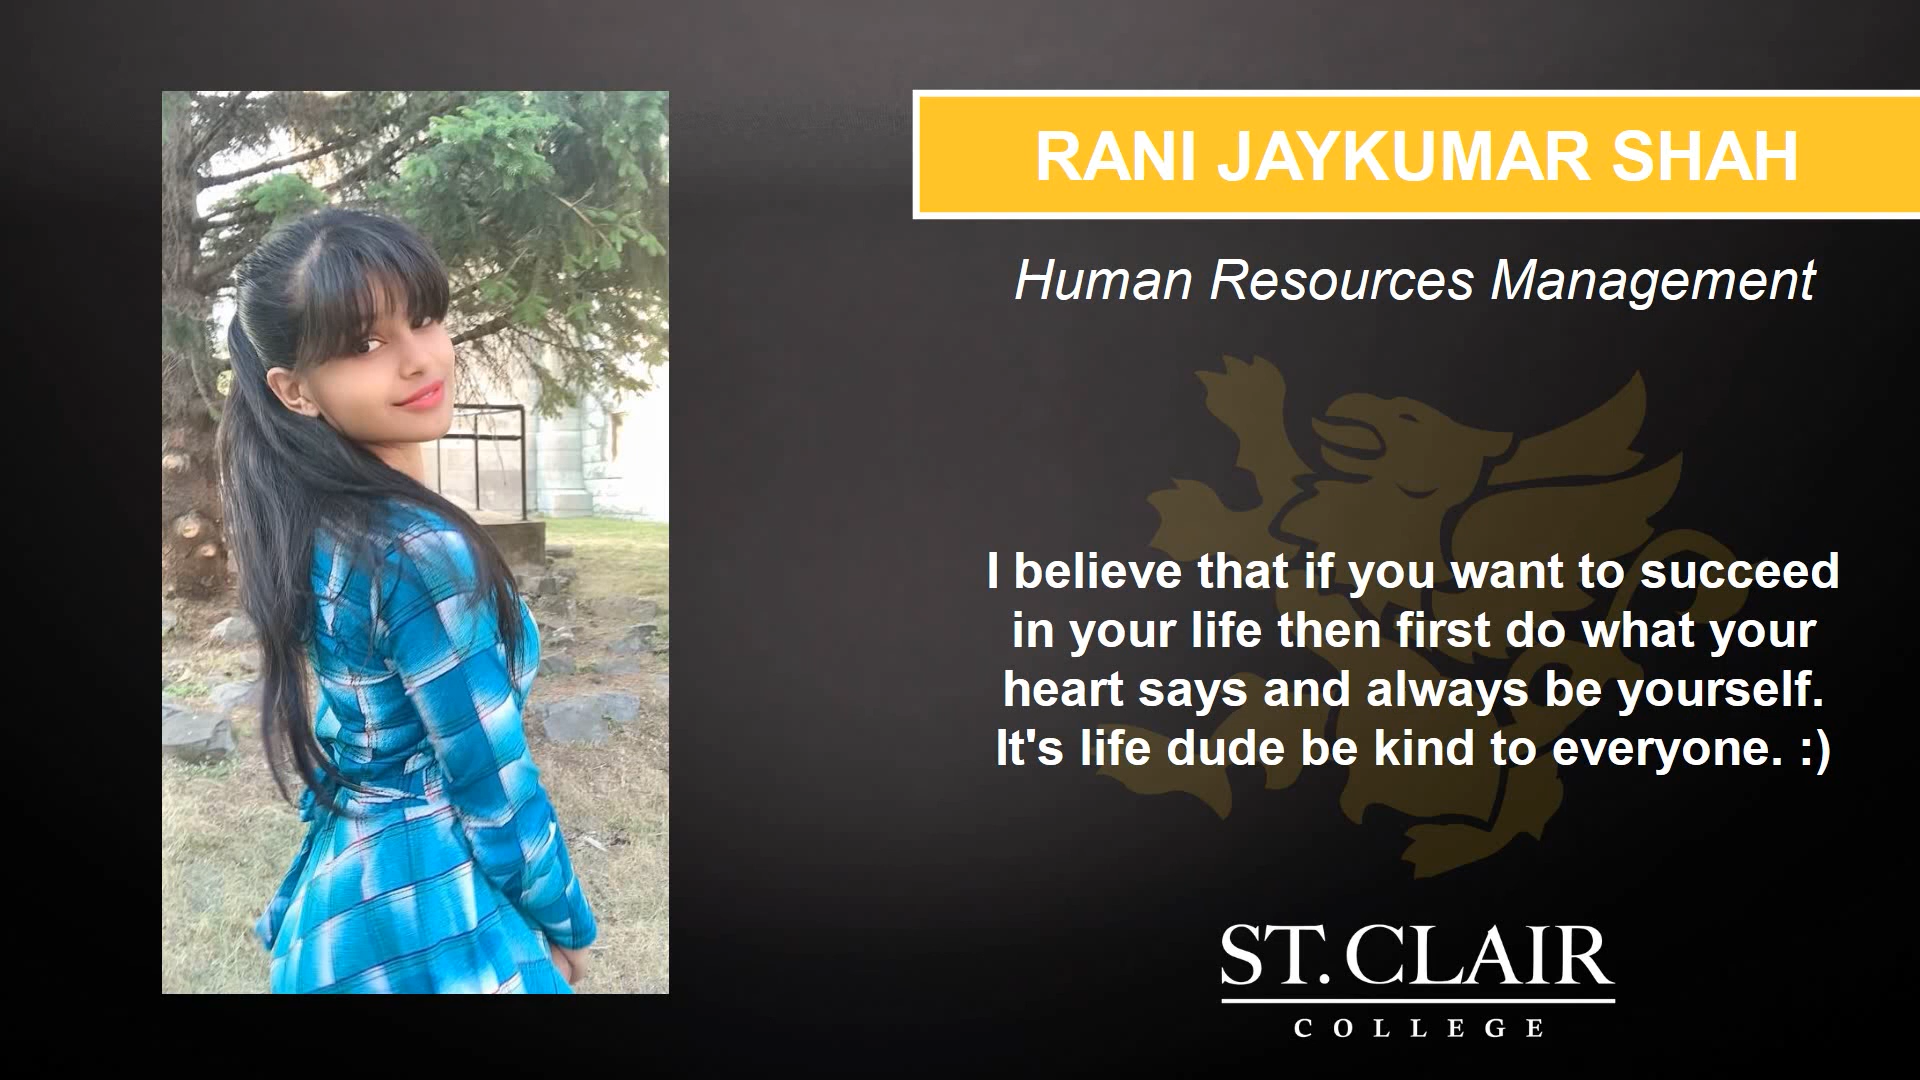 RANI JAYKUMAR SHAH
Human Resources Management
I believe that if you want to succeed
in your life then first do what your
heart says and always be yourself.
It's life dude be kind to everyone. :)
ST. CLAIR
COLLEGE